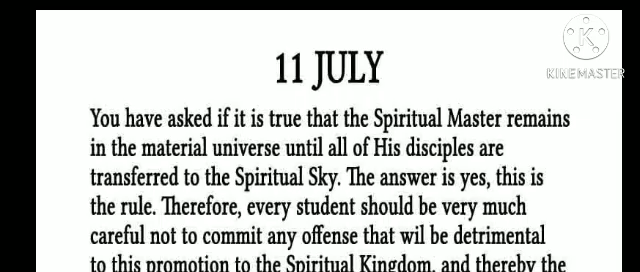 11 JULY
KINEMASTER
You have asked if it is true that the Spiritual Master remains
in the material universe until all of His disciples are
transferred to the Spiritual Sky. The answer is yes, this is
the rule. Therefore, every student should be very much
careful not to commit any offense that wil be detrimental
to this promotion to the Spiritual Kingdom, and thereby the